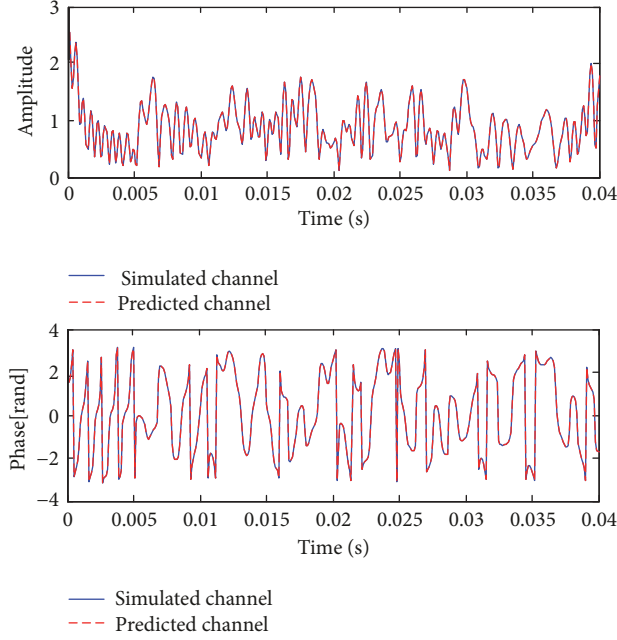 3
2
1
0
Amplitude
0 0.005 0.01 0.015 0.02 0.025 0.03 0.035 0.04
Time (s)
Simulated channel
Predicted channel
4
2
0
−2
−4
Phase[rand]
0 0.005 0.01 0.015 0.02 0.025 0.03 0.035 0.04
Time (s)
Simulated channel
Predicted channel